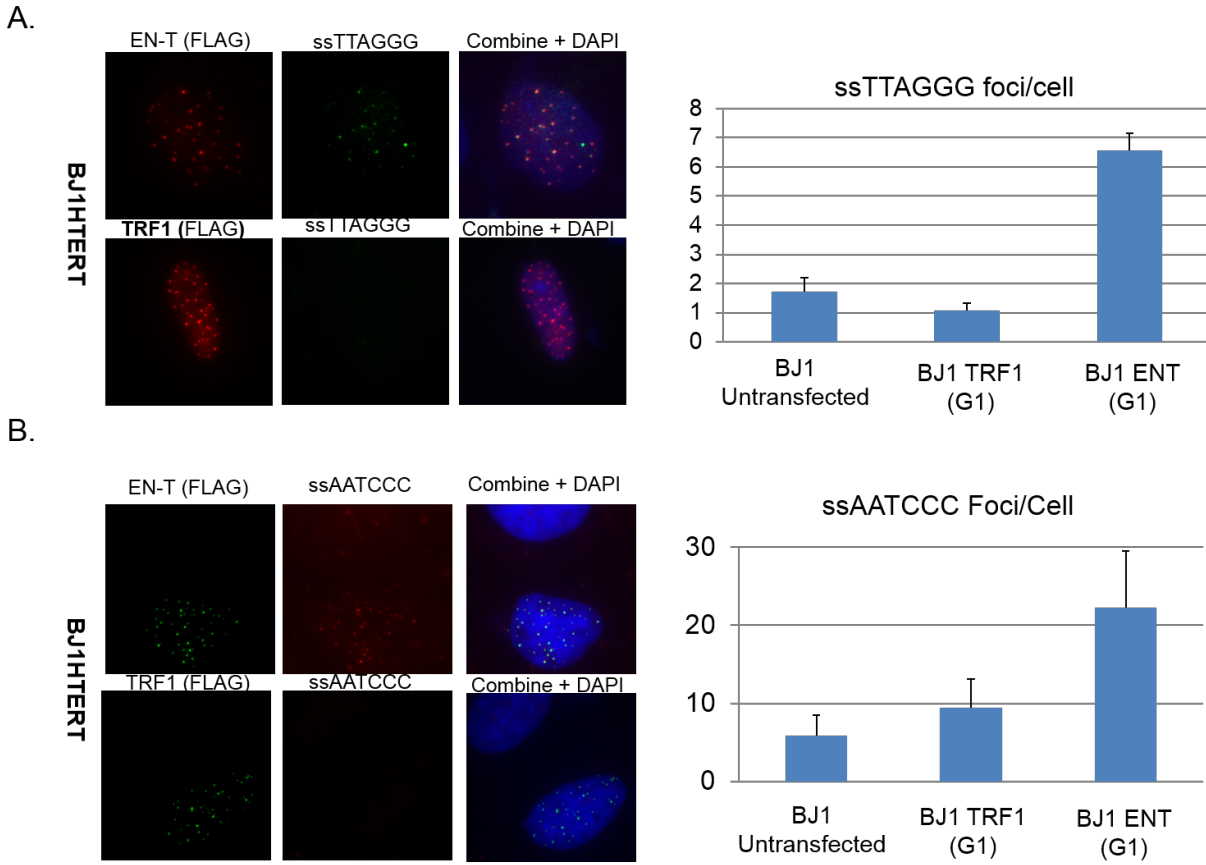 A.
EN-T (FLAG) ssTTAGGG Combine + DAPI
BJ1HTERT
TRF1 (FLAG) ssTTAGGG Combine + DAPI
ssTTAGGG foci/cell
8
7
6
5
4
3
2
1
0
BJ1
Untransfected
BJ1 TRF1
(G1)
BJ1 ENT
(G1)
B.
EN-T (FLAG) ssAATCCC Combine + DAPI
BJ1HTERT
TRF1 (FLAG) ssAATCCC Combine + DAPI
ssAATCCC Foci/Cell
30
20
10
0
BJ1
Untransfected
BJ1 TRF1
(G1)
BJ1 ENT
(G1)